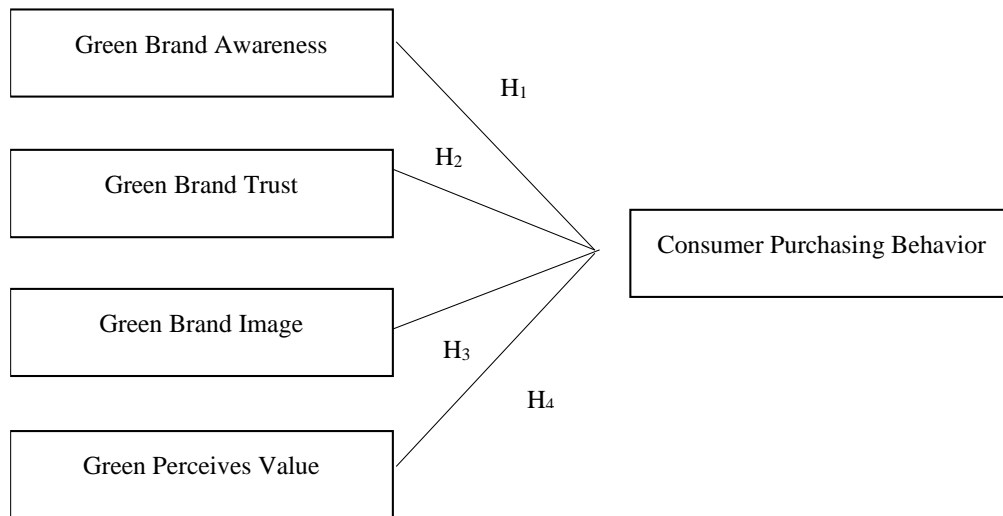 Green Brand Awareness
H1
H2
Green Brand Trust
Consumer Purchasing Behavior
Green Brand Image
H3
H4
Green Perceives Value